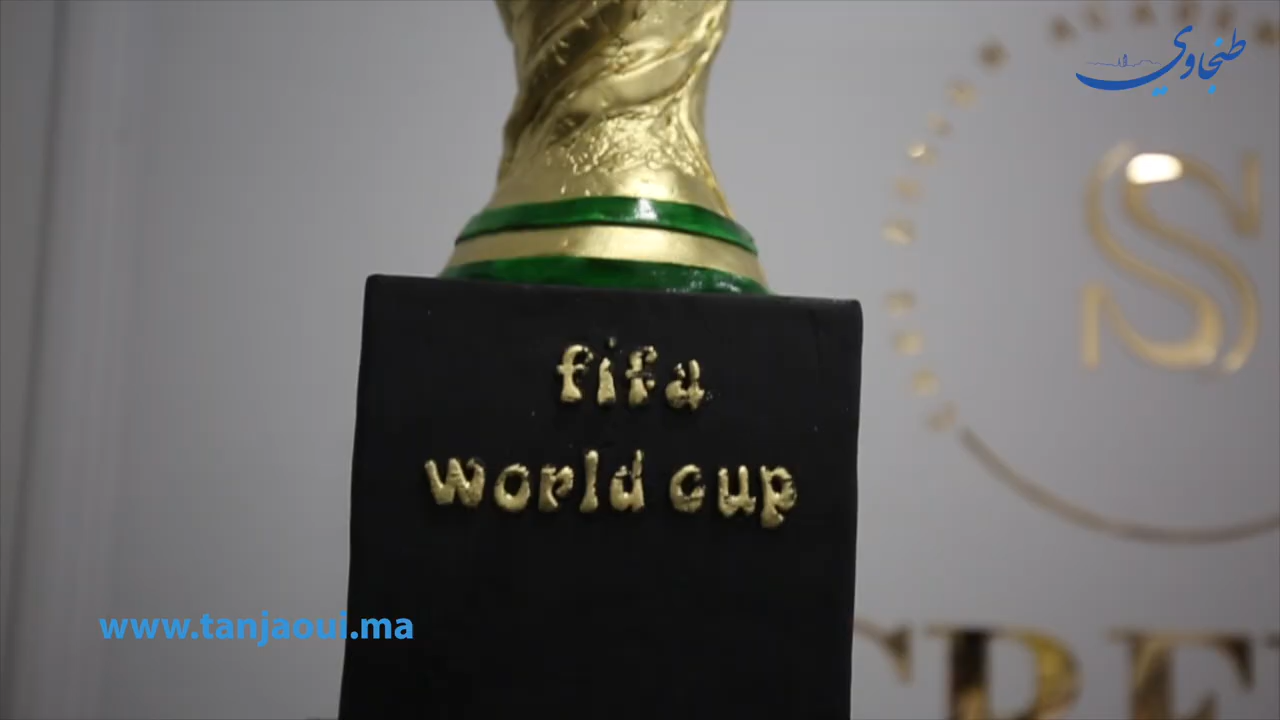 طنجاوي
S
fifa
world cup
www.tanjaoui.ma